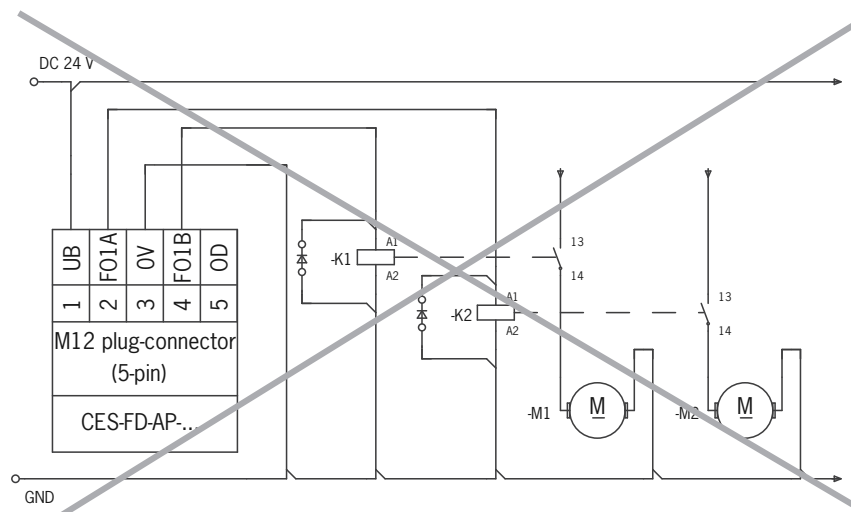 DC 24 V
UB
FO1A
0V
FO1B
OD
1
2
3
4
5
M12 plug-connector
(5-pin)
CES-FD-AP-...
A1
-K1
A2
A1
-K2
A2
13
14
13
14
-M1
M
-M2
M
GND